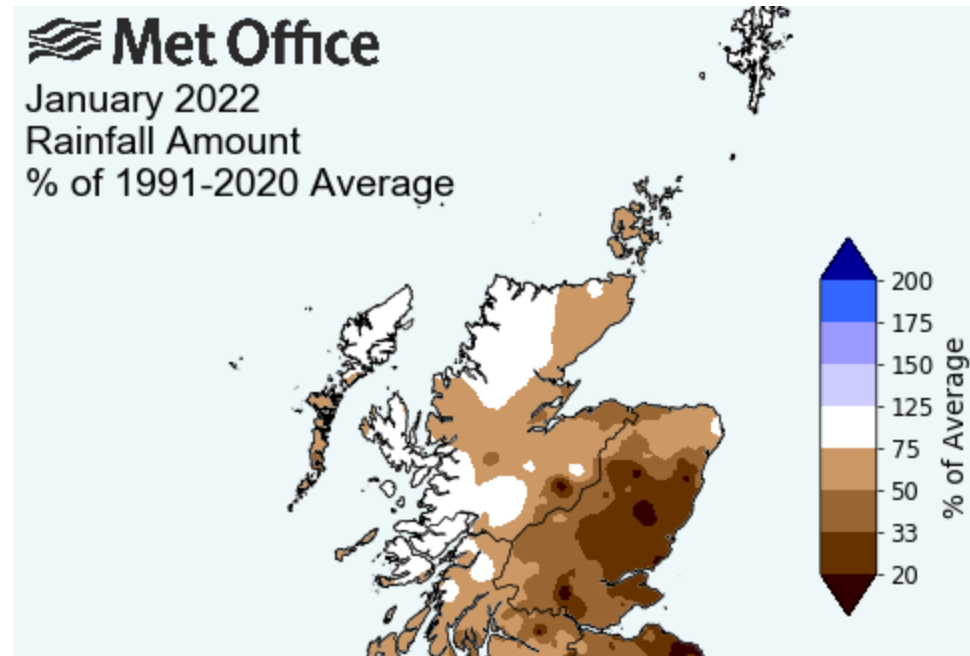 Met Office
January 2022
Rainfall Amount
% of 1991-2020 Average
200
175
150
125
75
50
33
20
% of Average